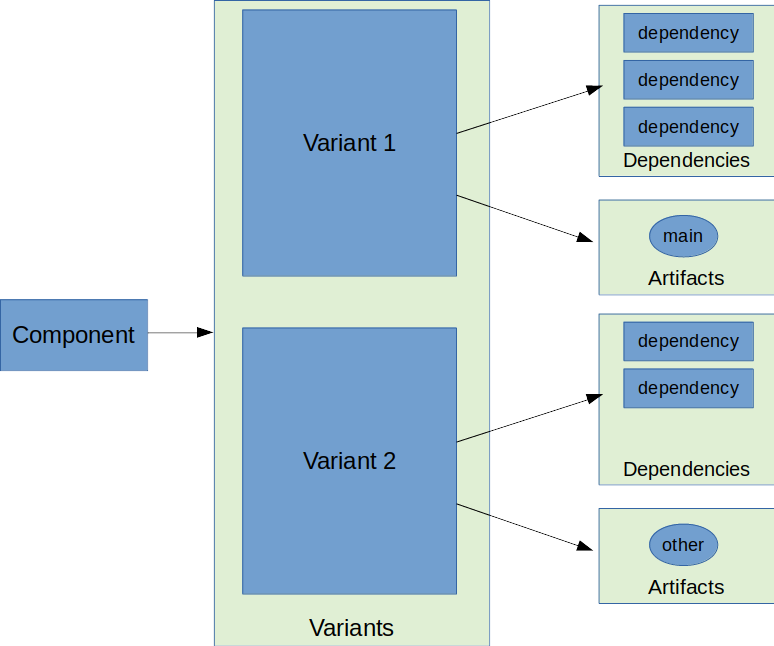 Component
Variant 1
Variant 2
Variants
dependency
dependency
dependency
Dependencies
main
Artifacts
dependency
dependency
Dependencies
other
Artifacts